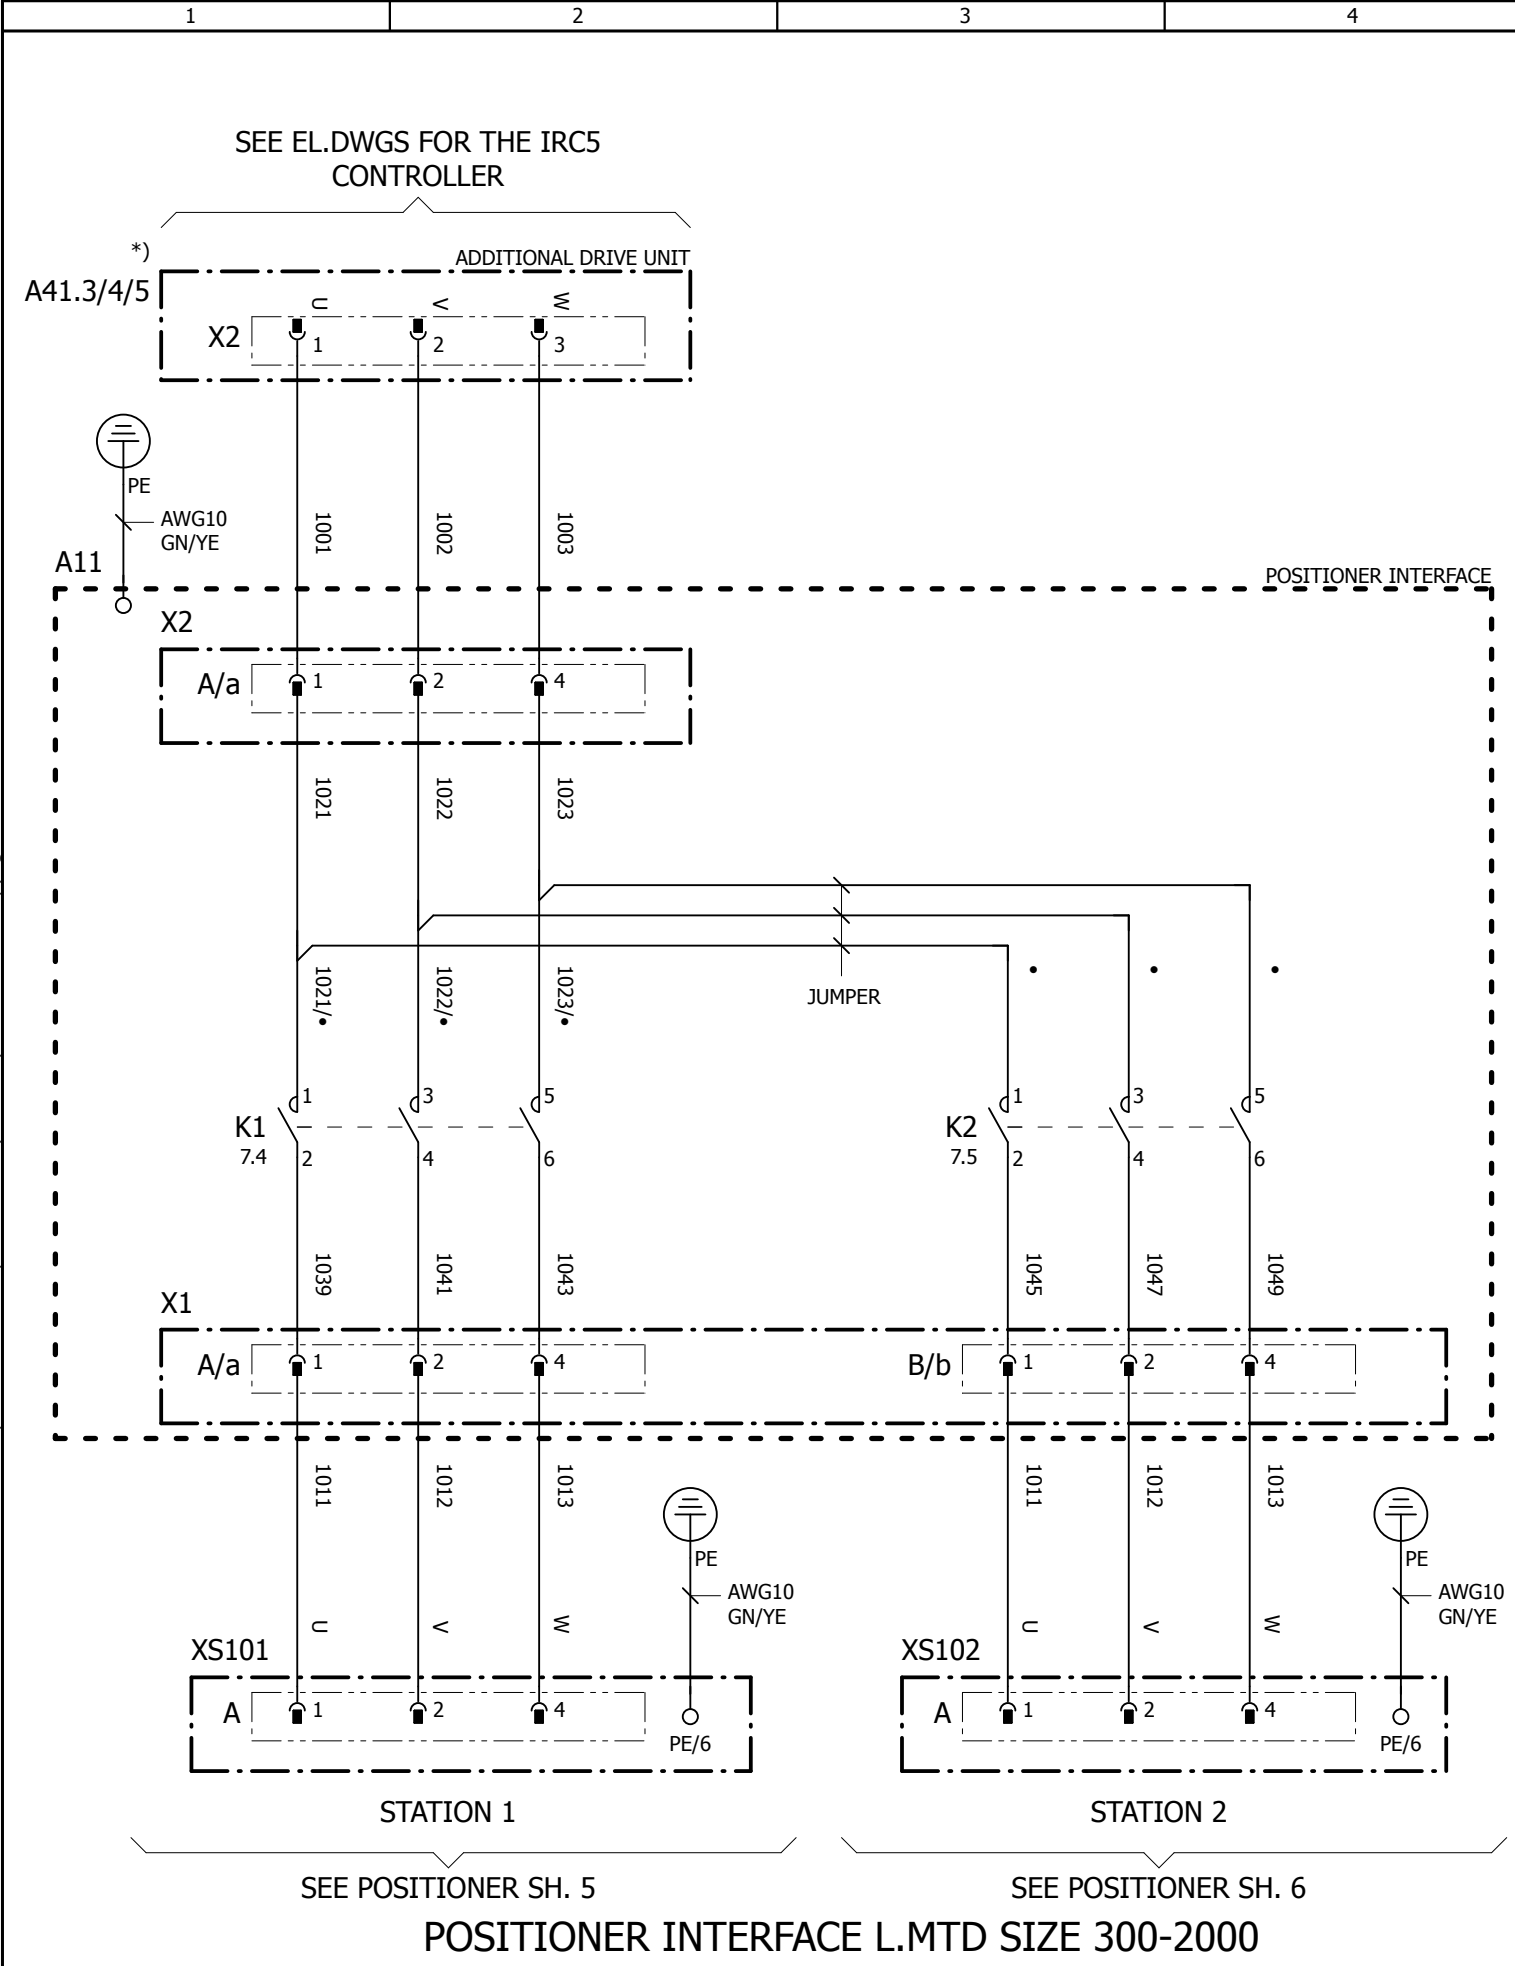 1 2 3 4
SEE EL.DWGS FOR THE IRC5
CONTROLLER
*)
ADDITIONAL DRIVE UNIT
A41.3/4/5
U V W
X2
1 2 3
PE
AWG10
GN/YE
1001 1002 1003
A11
POSITIONER INTERFACE
X2
A/a 1 2 4
1021 1022 1023
1021/• 1022/• 1023/•
JUMPER
• • •
K1 1 3 5
7.4 2 4 6
K2 1 3 5
7.5 2 4 6
1039 1041 1043 1045 1047 1049
X1
A/a 1 2 4 B/b 1 2 4
1011 1012 1013 1011 1012 1013
PE
AWG10
GN/YE
PE
AWG10
GN/YE
U V W U V W
XS101 XS102
A 1 2 4 A 1 2 4
PE/6 PE/6
STATION 1 STATION 2
SEE POSITIONER SH. 5 SEE POSITIONER SH. 6
POSITIONER INTERFACE L.MTD SIZE 300-2000